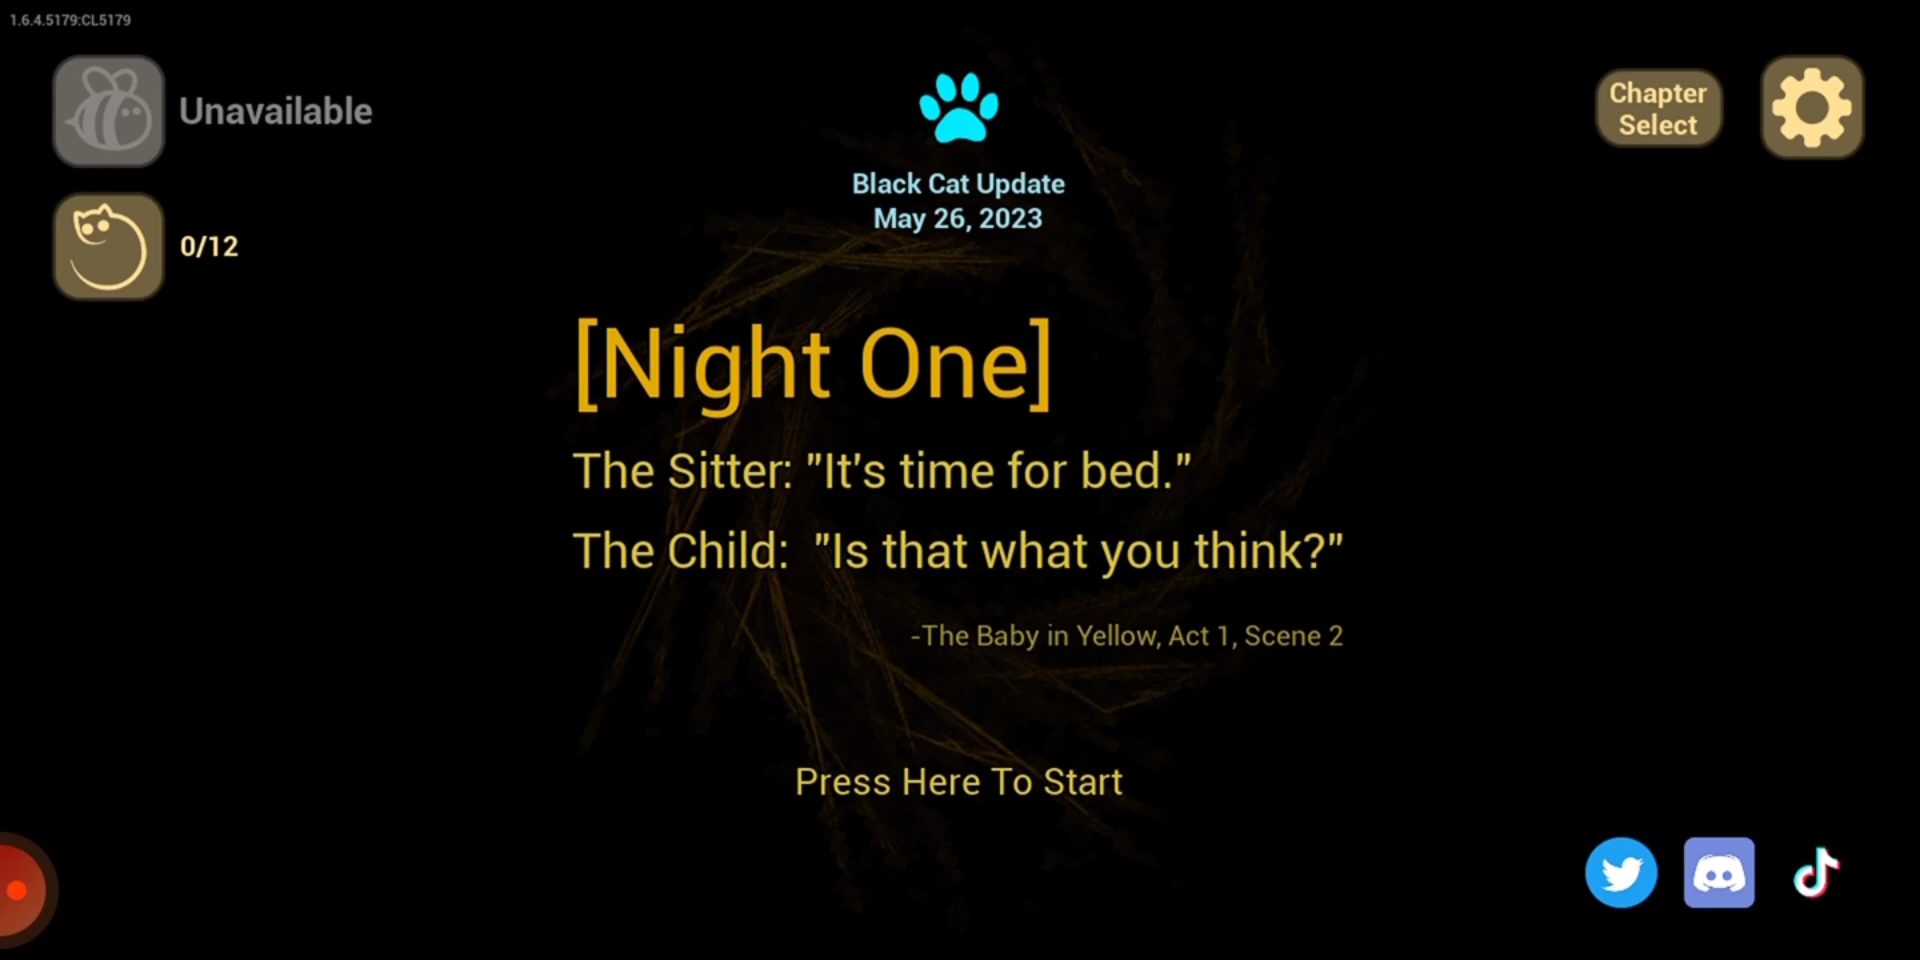 1.6.4.5179:CL5179
Unavailable
0/12
Black Cat Update
May 26, 2023
Chapter
Select
[Night One]
The Sitter: "It's time for bed."
The Child:  "Is that what you think?"
-The Baby in Yellow, Act 1, Scene 2
Press Here To Start